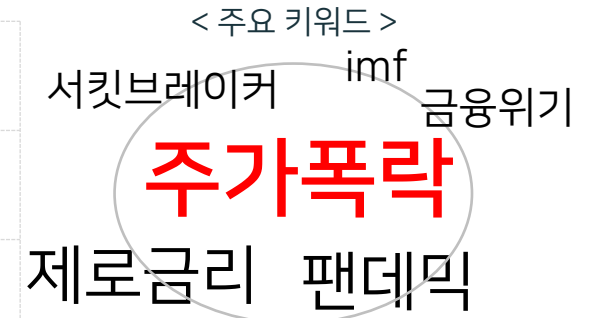 < 주요 키워드 >
imf
서킷브레이커
금융위기
주가폭락
제로금리 팬데믹